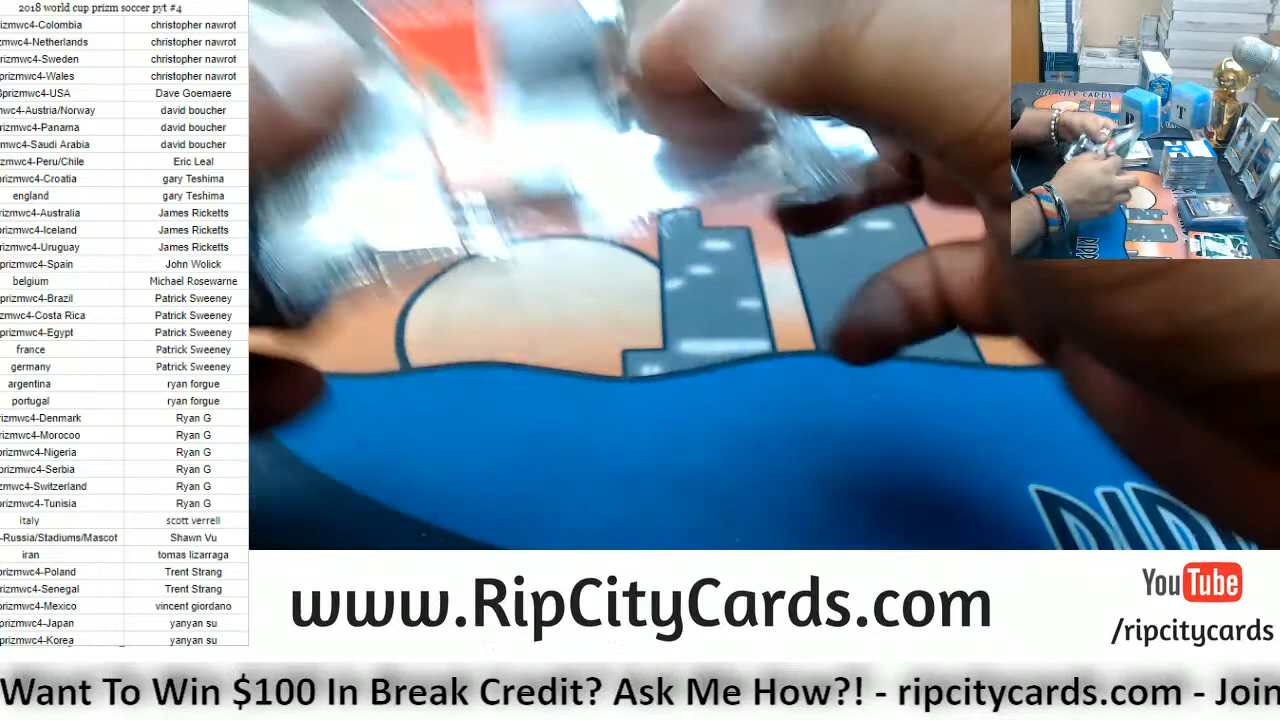 2018 world cup prizm soccer pyt #4
rizmwc4-Colombia christopher nawrot
zmwc4-Netherlands christopher nawrot
prizmwc4-Sweden christopher nawrot
prizmwc4-Wales christopher nawrot
prizmwc4-USA Dave Goemaere
mwc4-Austria/Norway david boucher
rizmwc4-Panama david boucher
zmwc4-Saudi Arabia david boucher
zmwc4-Peru/Chile Eric Leal
prizmwc4-Croatia gary Teshima
england gary Teshima
rizmwc4-Australia James Ricketts
prizmwc4-Iceland James Ricketts
rizmwc4-Uruguay James Ricketts
prizmwc4-Spain John Wolick
belgium Michael Rosewarne
prizmwc4-Brazil Patrick Sweeney
izmwc4-Costa Rica Patrick Sweeney
prizmwc4-Egypt Patrick Sweeney
france Patrick Sweeney
germany Patrick Sweeney
argentina ryan forgue
portugal ryan forgue
rizmwc4-Denmark Ryan G
rizmwc4-Morocoo Ryan G
prizmwc4-Nigeria Ryan G
prizmwc4-Serbia Ryan G
zmwc4-Switzerland Ryan G
prizmwc4-Tunisia Ryan G
italy scott verrell
-Russia/Stadiums/Mascot Shawn Vu
iran tomas lizarraga
prizmwc4-Poland Trent Strang
rizmwc4-Senegal Trent Strang
prizmwc4-Mexico vincent giordano
prizmwc4-Japan yanyan su
prizmwc4-Korea yanyan su
RIP CITY CARDS
www.RipCityCards.com
YouTube
/ripcitycards
Want To Win $100 In Break Credit? Ask Me How?! - ripcitycards.com - Join